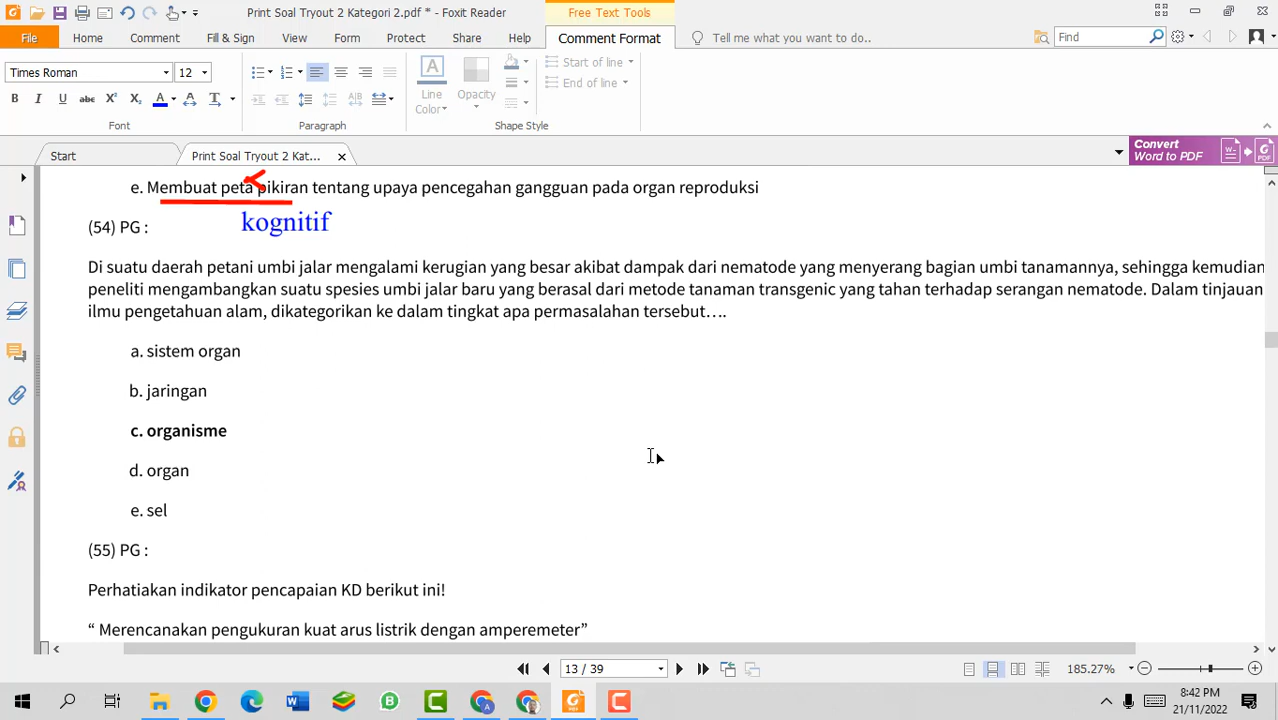 Print Soal Tryout 2 Kategori 2.pdf * - Foxit Reader
Free Text Tools
File Home Comment Fill & Sign View Form Protect Share Help Comment Format Tell me what you want to do.. Find
Times Roman 12
Line Color
Opacity
Start of line
End of line
B I U abc X² X₂ A A T
Font Paragraph Shape Style
Start
Print Soal Tryout 2 Kat...
Convert
Word to PDF
e. Membuat peta pikiran tentang upaya pencegahan gangguan pada organ reproduksi
kognitif
(54) PG :
Di suatu daerah petani umbi jalar mengalami kerugian yang besar akibat dampak dari nematode yang menyerang bagian umbi tanamannya, sehingga kemudian
peneliti mengambangkan suatu spesies umbi jalar baru yang berasal dari metode tanaman transgenic yang tahan terhadap serangan nematode. Dalam tinjauan
ilmu pengetahuan alam, dikategorikan ke dalam tingkat apa permasalahan tersebut….
a. sistem organ
b. jaringan
c. organisme
d. organ
e. sel
(55) PG :
Perhatiakan indikator pencapaian KD berikut ini!
“ Merencanakan pengukuran kuat arus listrik dengan amperemeter”
13 / 39
185.27%
8:42 PM
21/11/2022